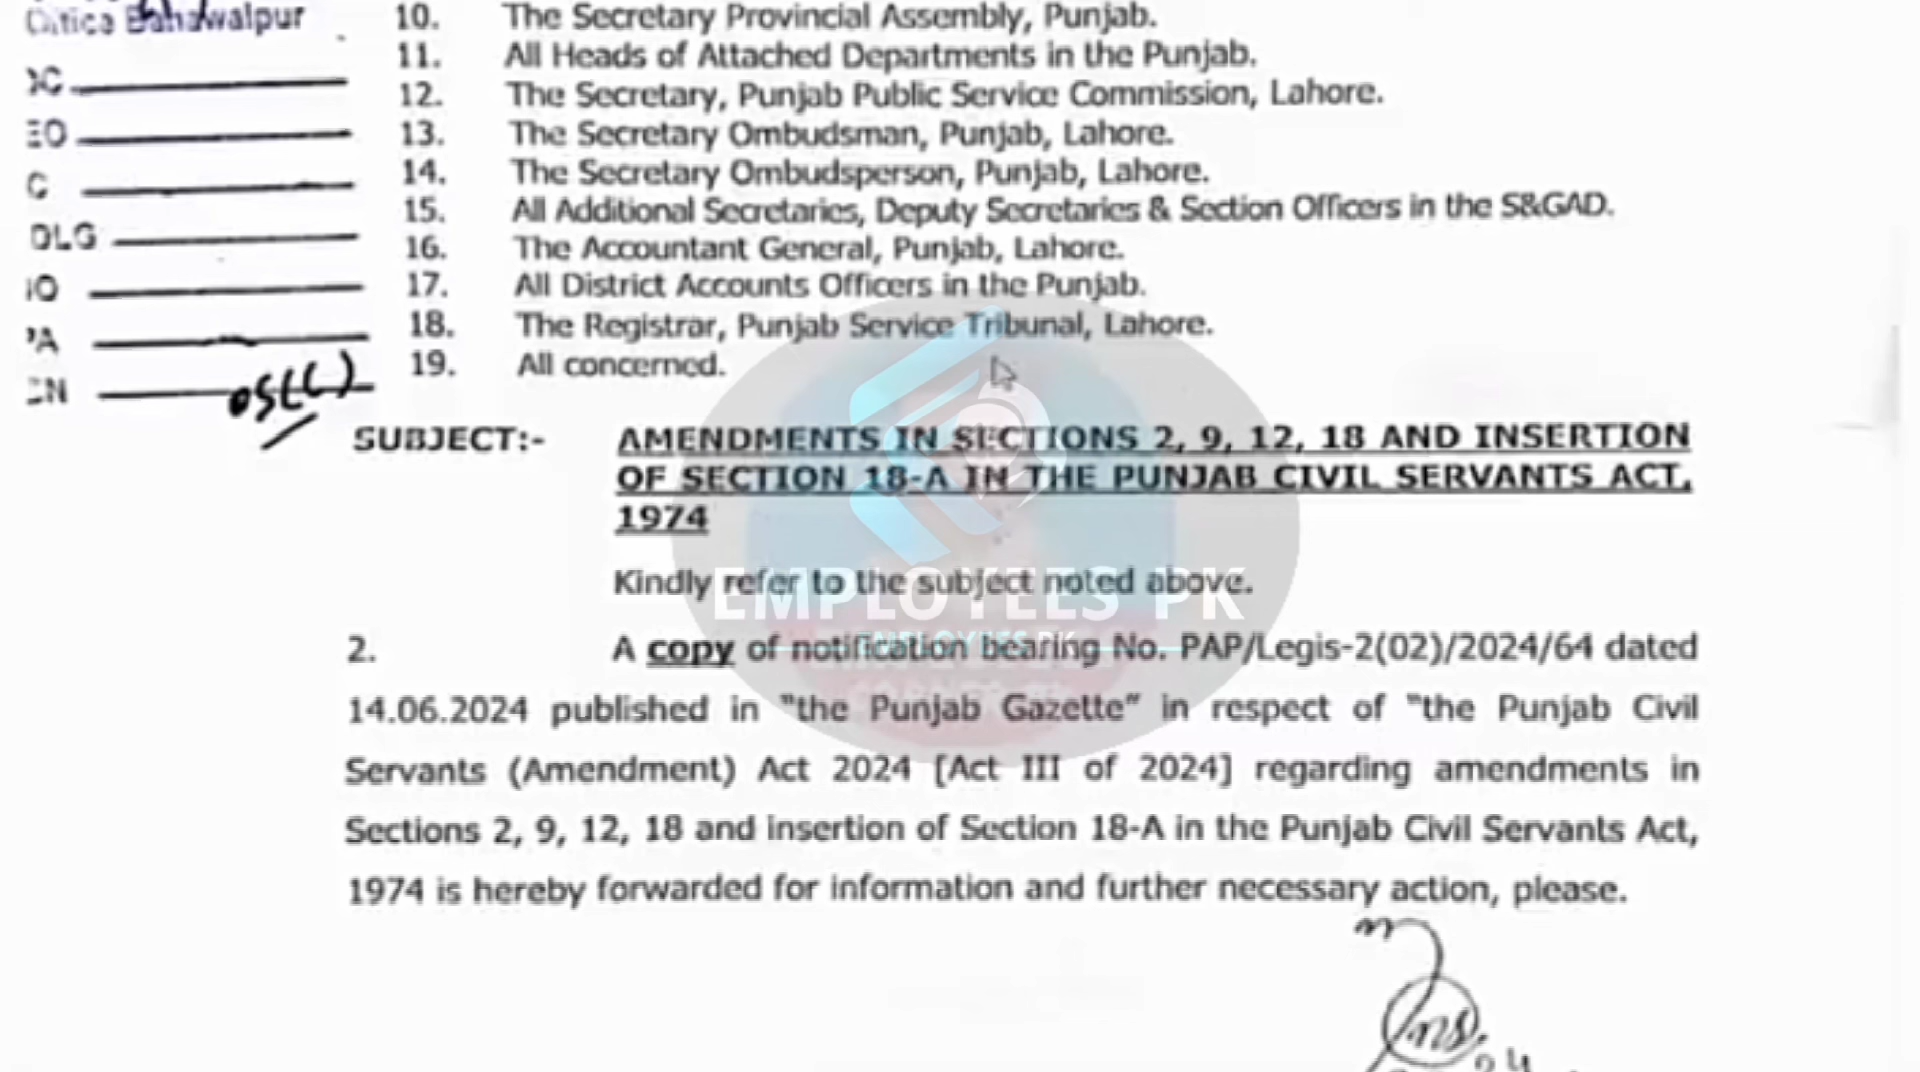 Office Bahawalpur
10. The Secretary Provincial Assembly, Punjab.
11. All Heads of Attached Departments in the Punjab.
12. The Secretary, Punjab Public Service Commission, Lahore.
13. The Secretary Ombudsman, Punjab, Lahore.
14. The Secretary Ombudsperson, Punjab, Lahore.
15. All Additional Secretaries, Deputy Secretaries & Section Officers in the S&GAD.
DLG
16. The Accountant General, Punjab, Lahore.
17. All District Accounts Officers in the Punjab.
18. The Registrar, Punjab Service Tribunal, Lahore.
19. All concerned.
SUBJECT:- AMENDMENTS IN SECTIONS 2, 9, 12, 18 AND INSERTION
OF SECTION 18-A IN THE PUNJAB CIVIL SERVANTS ACT,
1974
Kindly refer to the subject noted above.
EMPLOYEES PK
EMPLOYEES PK
2. A copy of notification bearing No. PAP/Legis-2(02)/2024/64 dated
14.06.2024 published in "the Punjab Gazette" in respect of "the Punjab Civil
Servants (Amendment) Act 2024 [Act III of 2024] regarding amendments in
Sections 2, 9, 12, 18 and insertion of Section 18-A in the Punjab Civil Servants Act,
1974 is hereby forwarded for information and further necessary action, please.